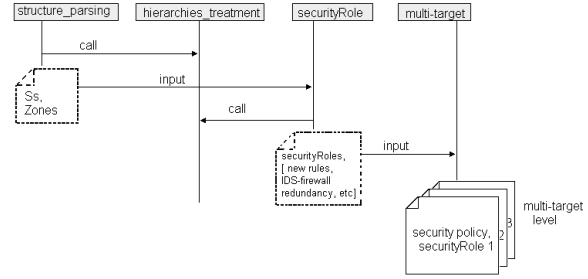 structure_parsing
hierarchies_treatment
securityRole
multi-target
call
input
Ss,
Zones
call
securityRoles,
[ new rules,
IDS-firewall
redundancy, etc]
input
multi-target
level
3
2
security policy,
securityRole 1